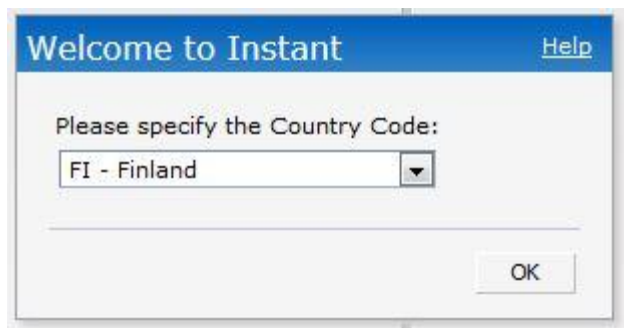 Welcome to Instant Help
Please specify the Country Code:
FI - Finland
OK